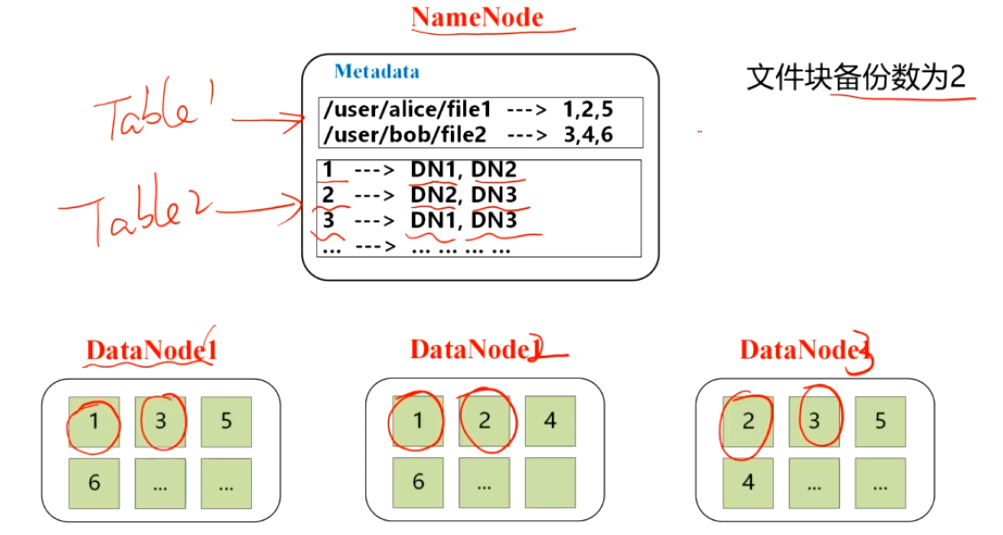 NameNode
文件块备份数为2
Metadata
Table1
/user/alice/file1 ---> 1,2,5
/user/bob/file2 ---> 3,4,6
Table2
1 ---> DN1, DN2
2 ---> DN2, DN3
3 ---> DN1, DN3
... ---> ... ... ... ...
DataNode1
DataNode2
DataNode3
1 3 5
6 ... ...
1 2 4
6 ...
2 3 5
4 ... ...